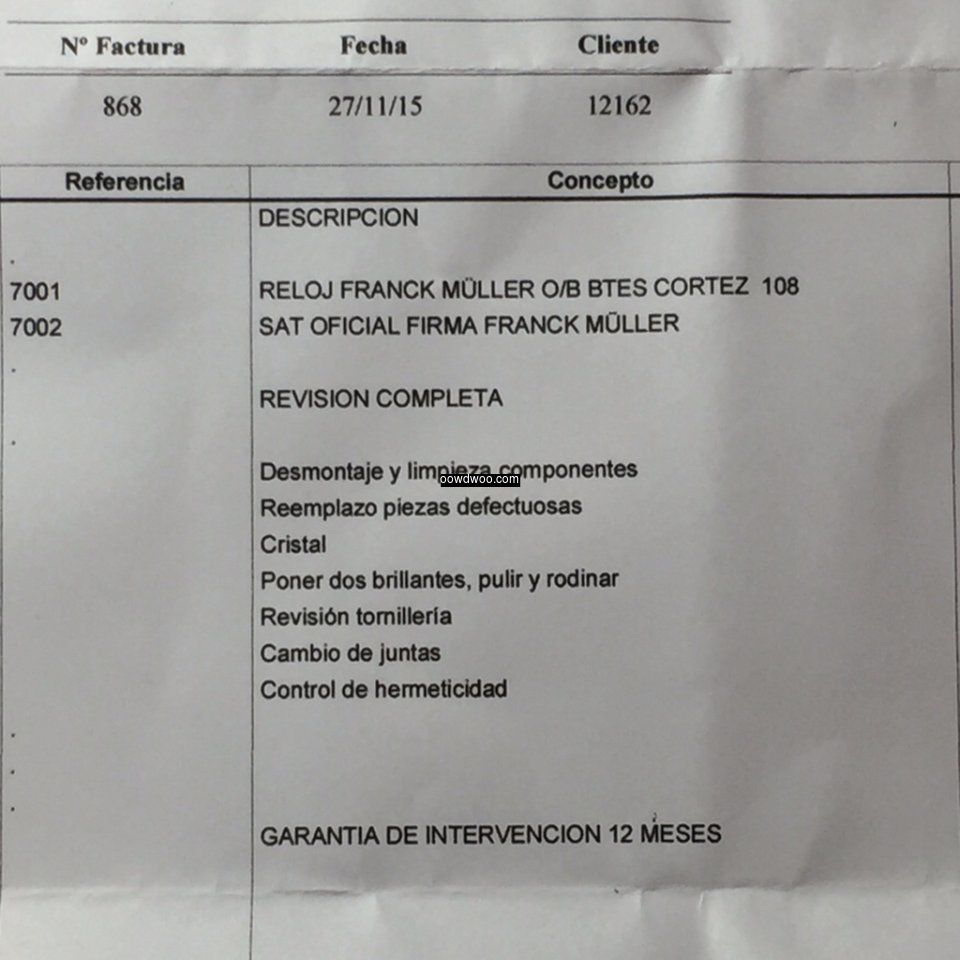 Nº Factura Fecha Cliente
868 27/11/15 12162
Referencia Concepto
DESCRIPCION
.
7001 RELOJ FRANCK MÜLLER O/B BTES CORTEZ 108
7002 SAT OFICIAL FIRMA FRANCK MÜLLER
.
REVISION COMPLETA
.
Desmontaje y limpieza componentes
oowdwoo.com
Reemplazo piezas defectuosas
Cristal
Poner dos brillantes, pulir y rodinar
Revisión tornillería
Cambio de juntas
Control de hermeticidad
.
.
.
GARANTIA DE INTERVENCION 12 MESES